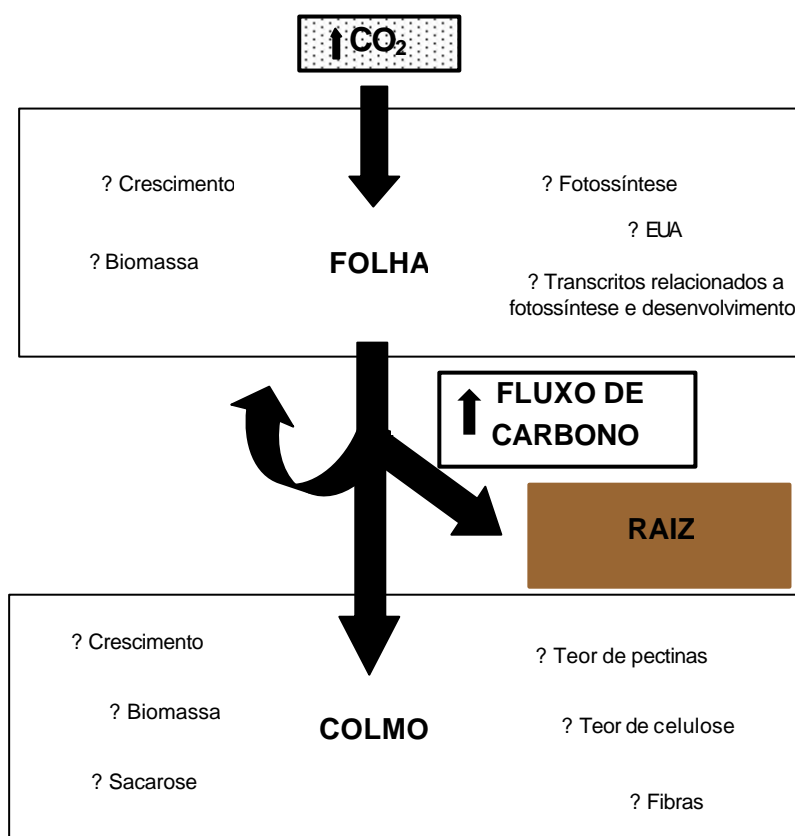 ↑CO₂
? Crescimento
? Fotossíntese
? EUA
? Biomassa
FOLHA
? Transcritos relacionados a
fotossíntese e desenvolvimento
↑ FLUXO DE
CARBONO
RAIZ
? Crescimento
? Teor de pectinas
? Biomassa
COLMO
? Teor de celulose
? Sacarose
? Fibras